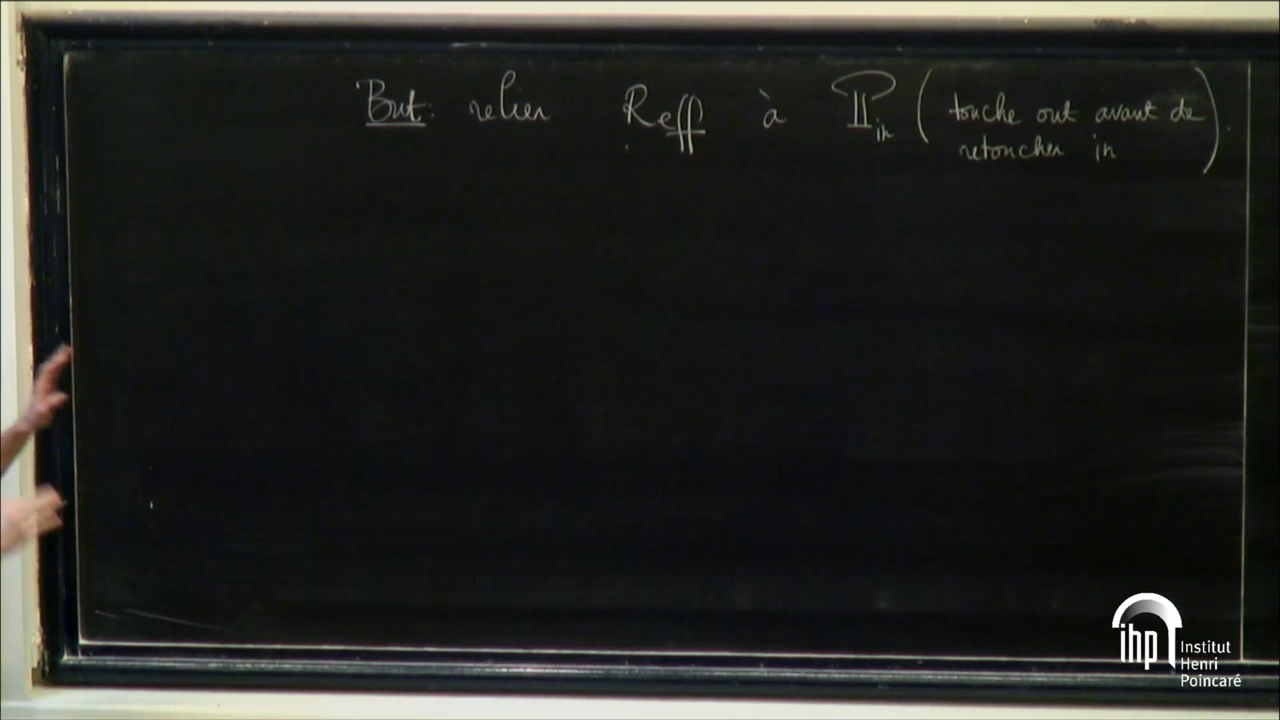 But: relier Reff à ℙin ( touche out avant de
retoucher in ).
ihp Institut
Henri
Poincaré